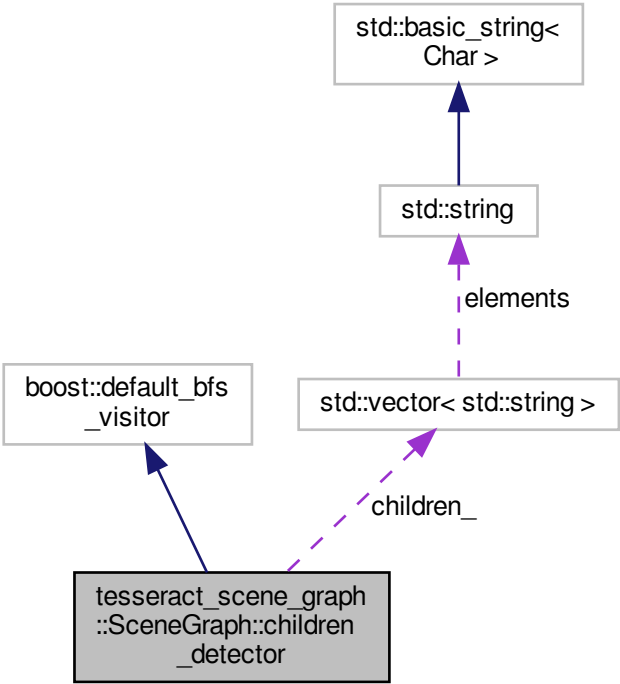 std::basic_string<
Char >
std::string
elements
boost::default_bfs
_visitor
std::vector< std::string >
children_
tesseract_scene_graph
::SceneGraph::children
_detector